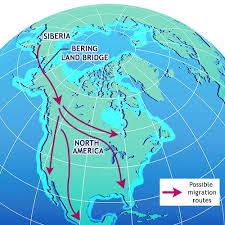 SIBERIA
BERING
LAND BRIDGE
NORTH
AMERICA
Possible
migration
routes